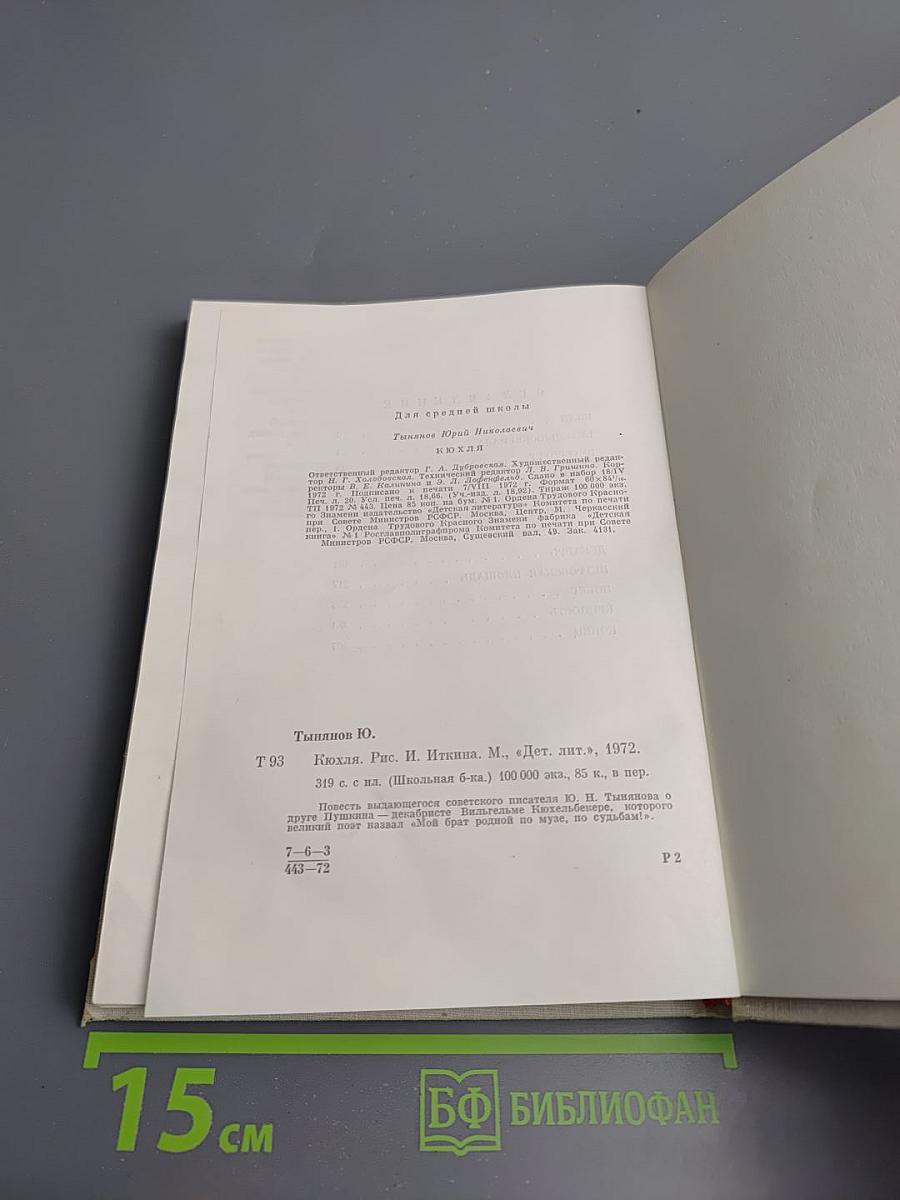 Для средней школы
Тынянов Юрий Николаевич
КЮХЛЯ
Ответственный редактор Г. А. Дубровская. Художественный редак-
тор Н. Г. Холодовская. Технический редактор Л. В. Гришина. Кор-
ректоры В. Е. Калинина и Э. Л. Лофенфельд. Сдано в набор 18/IV
1972 г. Подписано к печати 7/VIII 1972 г. Формат 60×84¹/₁₆.
Печ. л. 20. Усл. печ. л. 18,66. (Уч.-изд. л. 18,92). Тираж 100 000 экз.
ТП 1972 № 443. Цена 85 коп. на бум. № 1. Ордена Трудового Красно-
го Знамени издательство «Детская литература» Комитета по печати
при Совете Министров РСФСР. Москва, Центр, М. Черкасский
пер., 1. Ордена Трудового Красного Знамени фабрика «Детская
книга» № 1 Росглавполиграфпрома Комитета по печати при Совете
Министров РСФСР. Москва, Сущевский вал, 49. Зак. 4131.
Тынянов Ю.
Т 93 Кюхля. Рис. И. Иткина. М., «Дет. лит.», 1972.
319 с. с ил. (Школьная б-ка.) 100 000 экз., 85 к., в пер.
Повесть выдающегося советского писателя Ю. Н. Тынянова о
друге Пушкина — декабристе Вильгельме Кюхельбекере, которого
великий поэт назвал «Мой брат родной по музе, по судьбам!».
7—6—3
443—72
Р 2
15 см
БФ БИБЛИОФАН